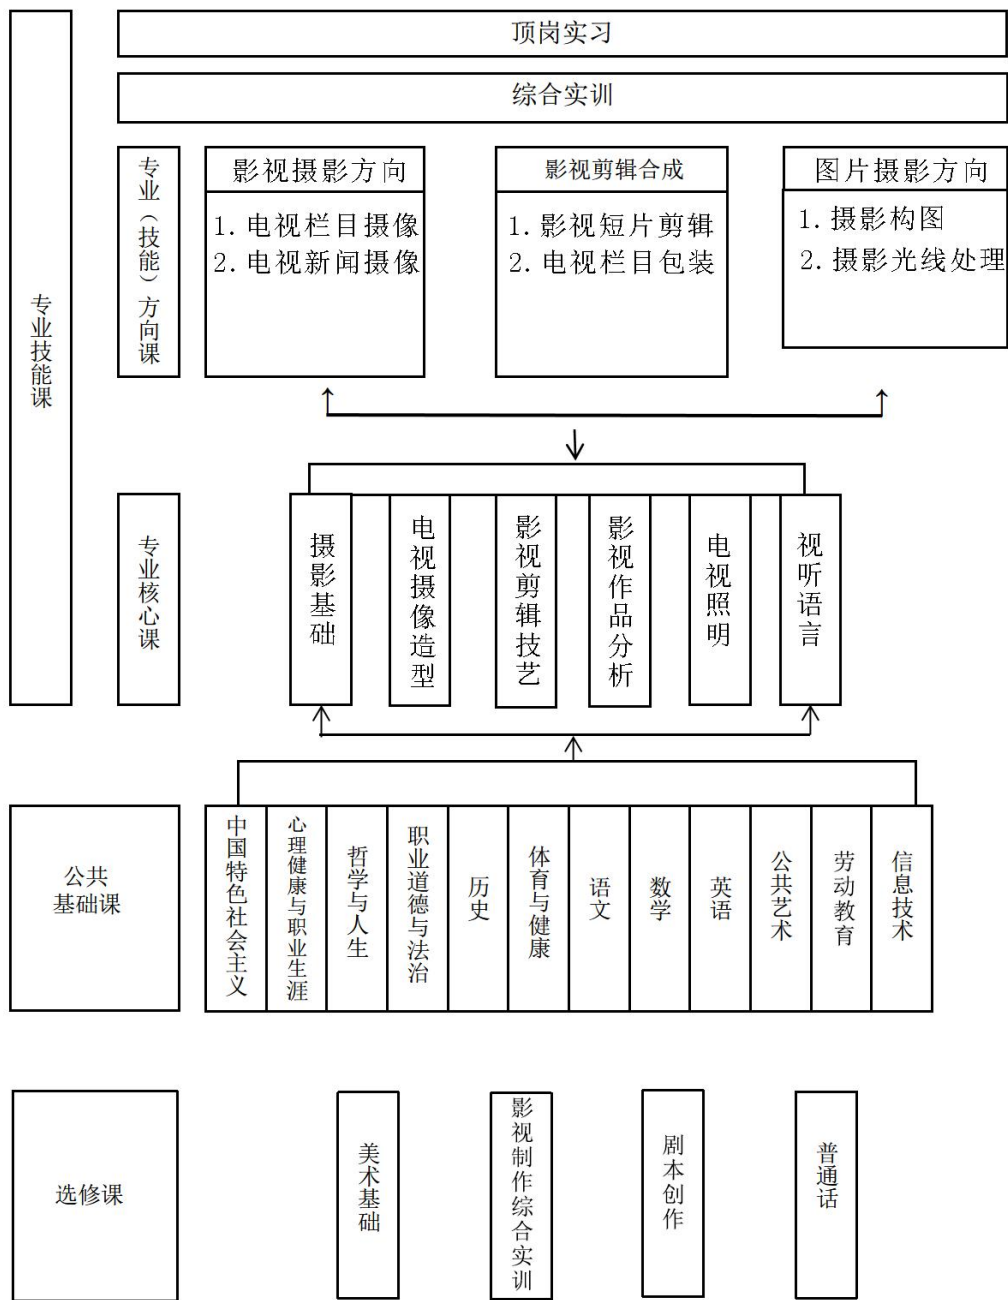 顶岗实习
综合实训
专业技能课
专业（技能）方向课
影视摄影方向
1. 电视栏目摄像
2. 电视新闻摄像
影视剪辑合成
1. 影视短片剪辑
2. 电视栏目包装
图片摄影方向
1. 摄影构图
2. 摄影光线处理
专业核心课
摄影基础
电视摄像造型
影视剪辑技艺
影视作品分析
电视照明
视听语言
公共
基础课
中国特色社会主义
心理健康与职业生涯
哲学与人生
职业道德与法治
历史
体育与健康
语文
数学
英语
公共艺术
劳动教育
信息技术
选修课
美术基础
影视制作综合实训
剧本创作
普通话